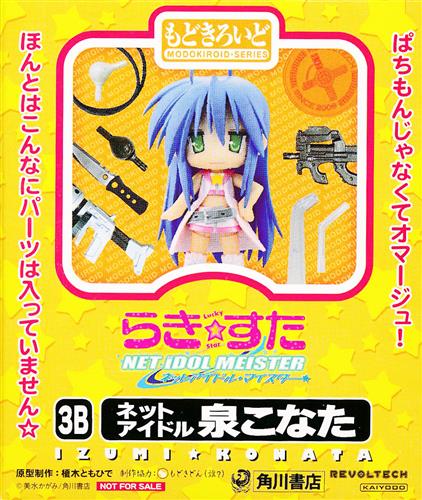 もどきろいど
MODOKIROID・SERIES
ぱちもんじゃなくてオマージュ!
ほんとはこんなにパーツは入っていません☆
SINCE 2006
Lucky
らき☆すた
Star
NET IDOL MEISTER
ネットアイドル・マイスター
3B
ネット
アイドル
泉こなた
IZUMI★KONATA
原型制作:榎木ともひで
©美水かがみ/角川書店
NOT FOR SALE
角川書店
REVOLTECH
KAIYODO